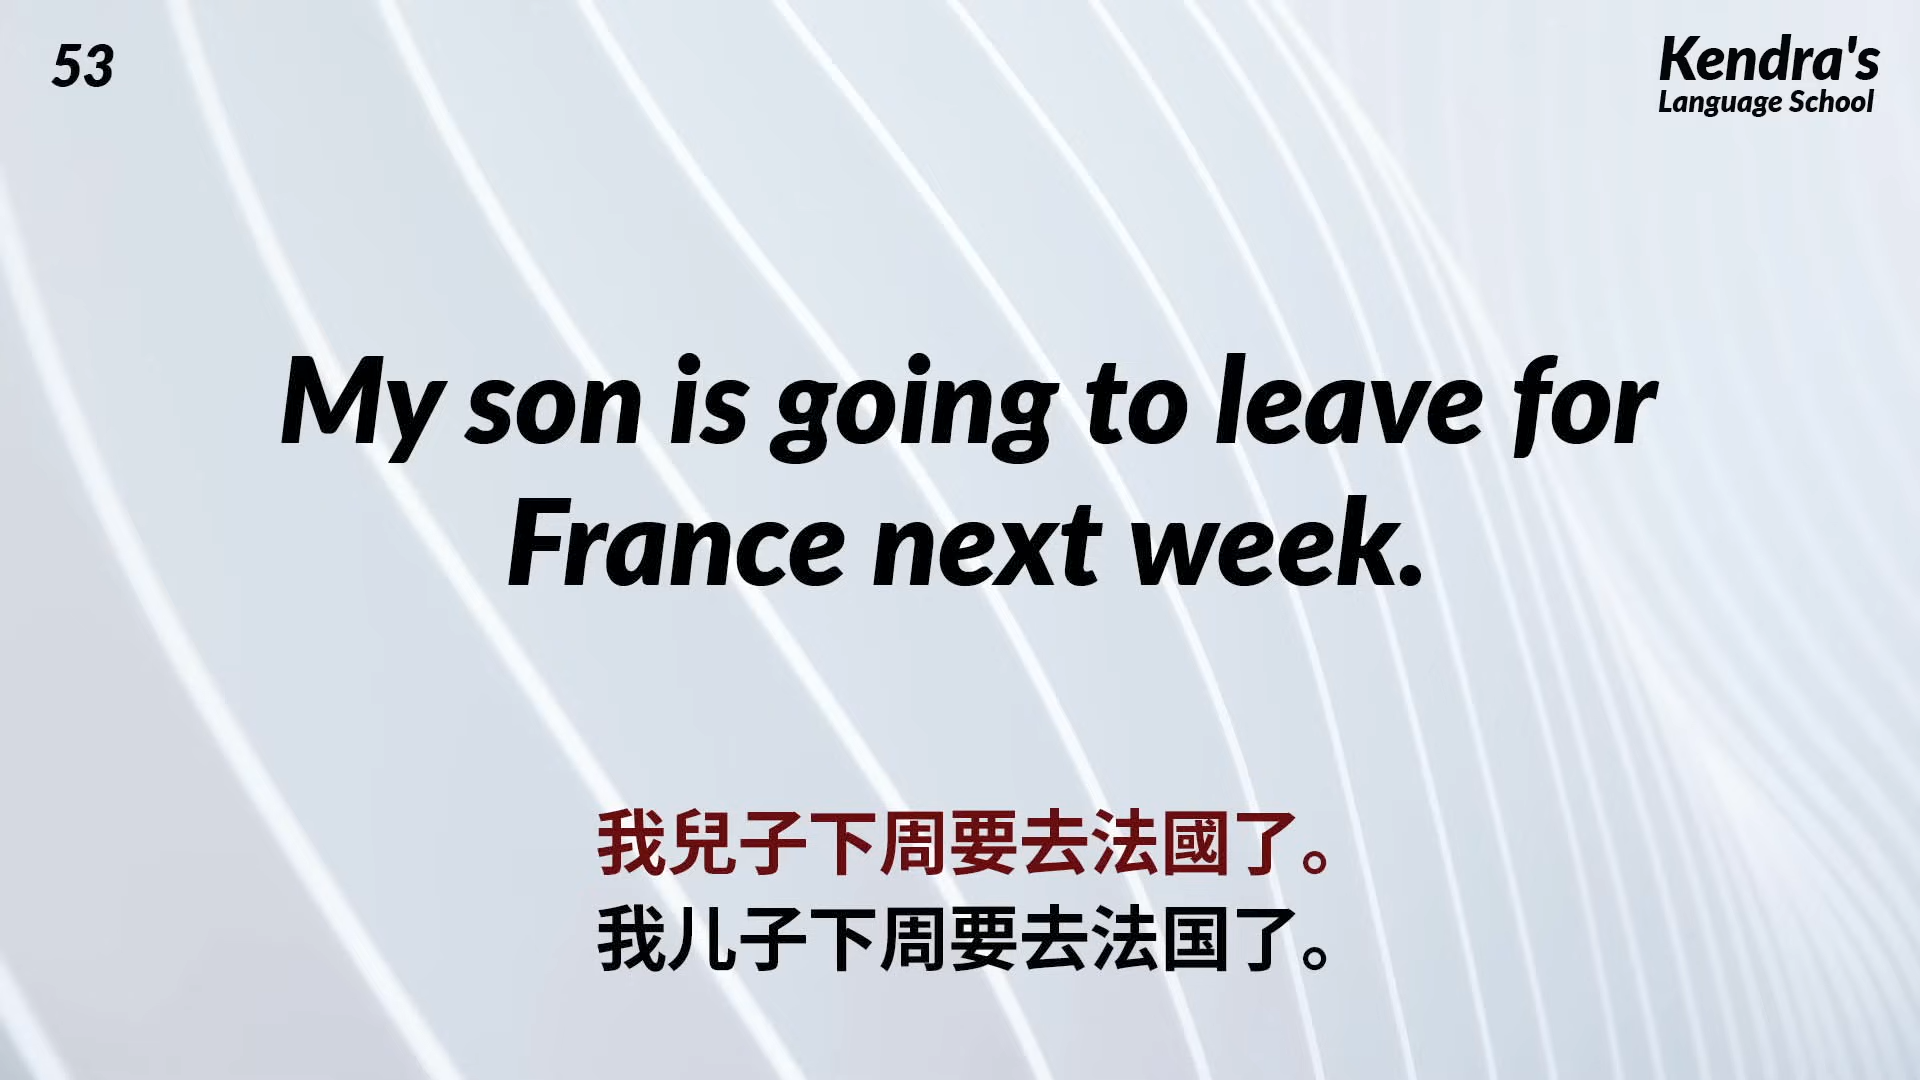 53
Kendra's
Language School
My son is going to leave for
France next week.
我兒子下周要去法國了。
我儿子下周要去法国了。